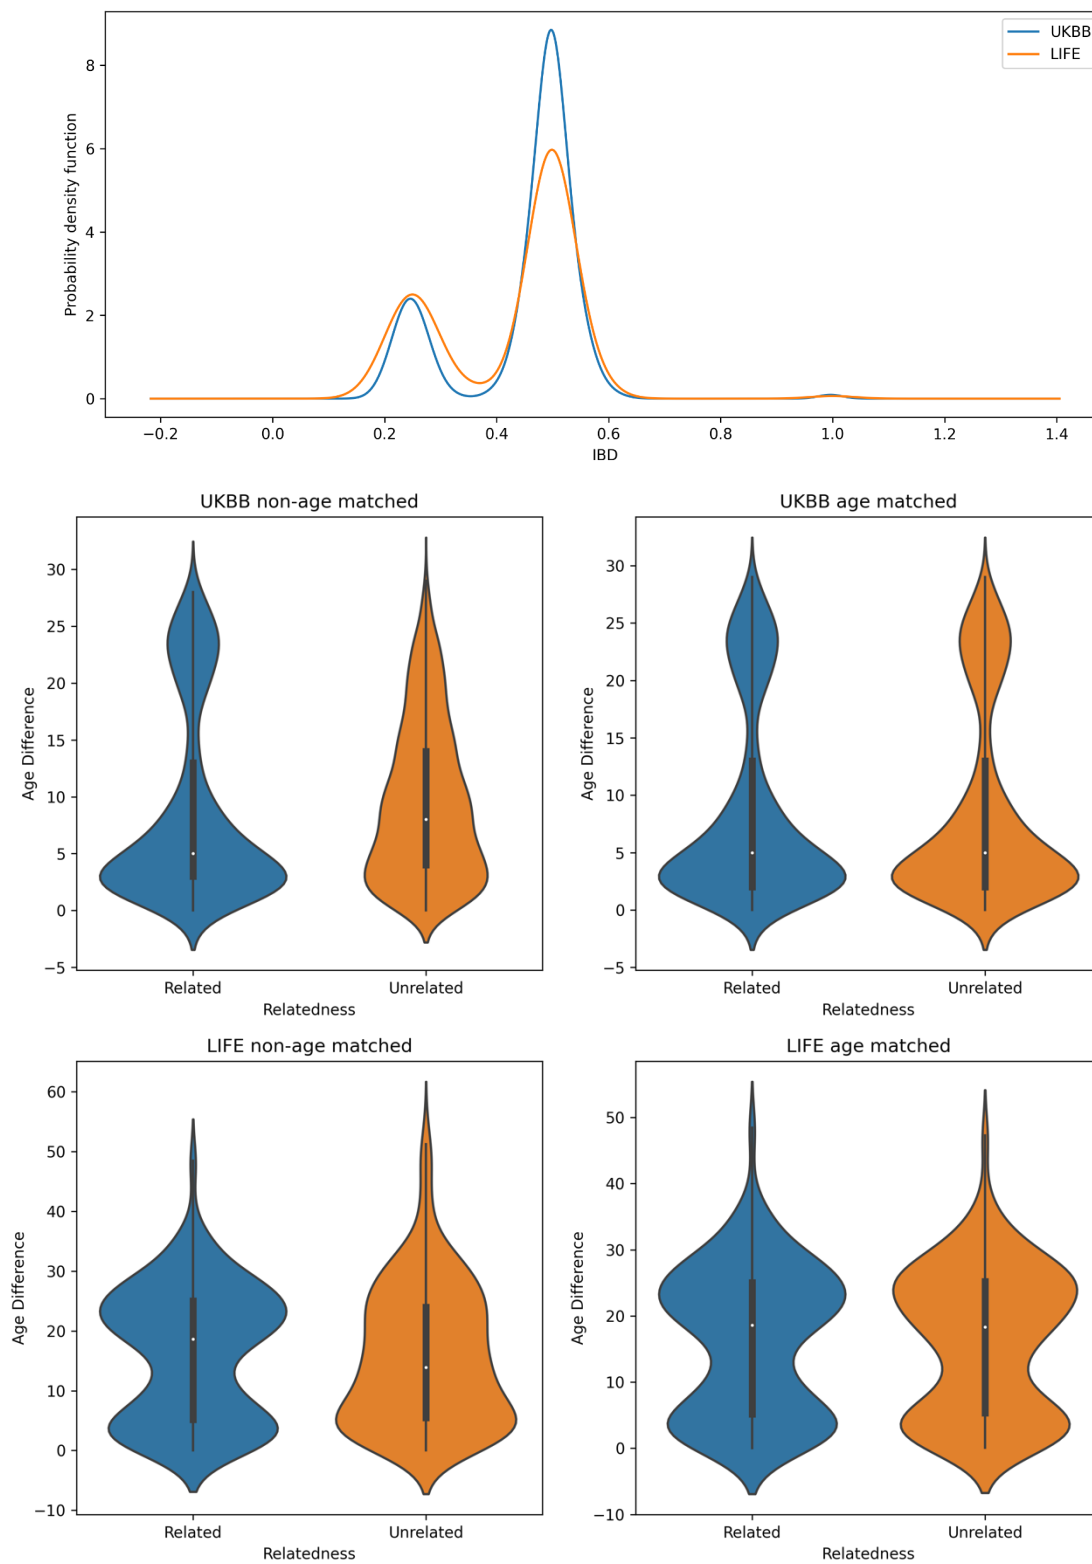 UKBB
LIFE
Probability density function
8
6
4
2
0
−0.2 0.0 0.2 0.4 0.6 0.8 1.0 1.2 1.4
IBD
UKBB non-age matched
Age Difference
30
25
20
15
10
5
0
−5
Related Unrelated
Relatedness
UKBB age matched
Age Difference
30
25
20
15
10
5
0
−5
Related Unrelated
Relatedness
LIFE non-age matched
Age Difference
60
50
40
30
20
10
0
−10
Related Unrelated
Relatedness
LIFE age matched
Age Difference
50
40
30
20
10
0
−10
Related Unrelated
Relatedness